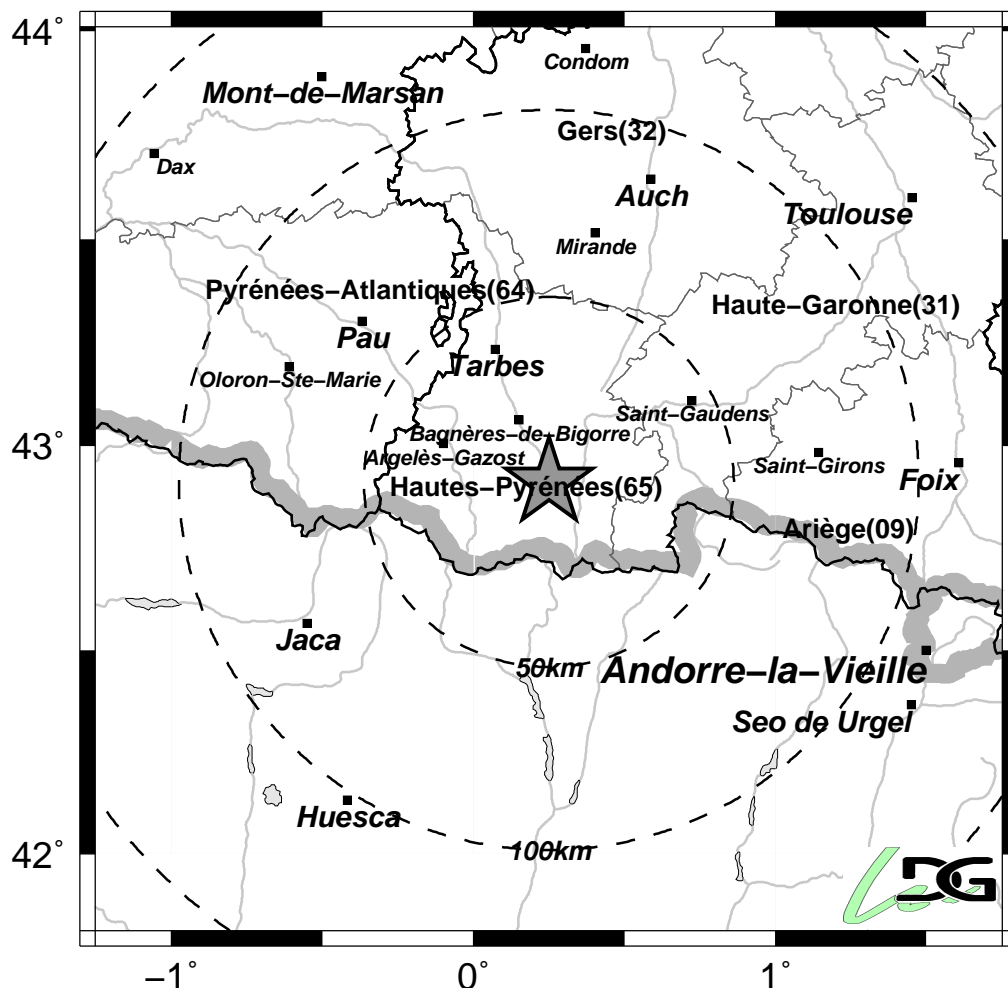 44°
Condom
Mont–de–Marsan
Gers(32)
Dax
Auch
Toulouse
Mirande
Pyrénées–Atlantiques(64)
Haute–Garonne(31)
Pau
Tarbes
Oloron–Ste–Marie
Saint–Gaudens
43°
Bagnères–de–Bigorre
Argelès–Gazost
Saint–Girons
Foix
Hautes–Pyrénées(65)
Ariège(09)
Jaca
50km
Andorre–la–Vieille
Seo de Urgel
Huesca
42°
100km
DG
–1°
0°
1°